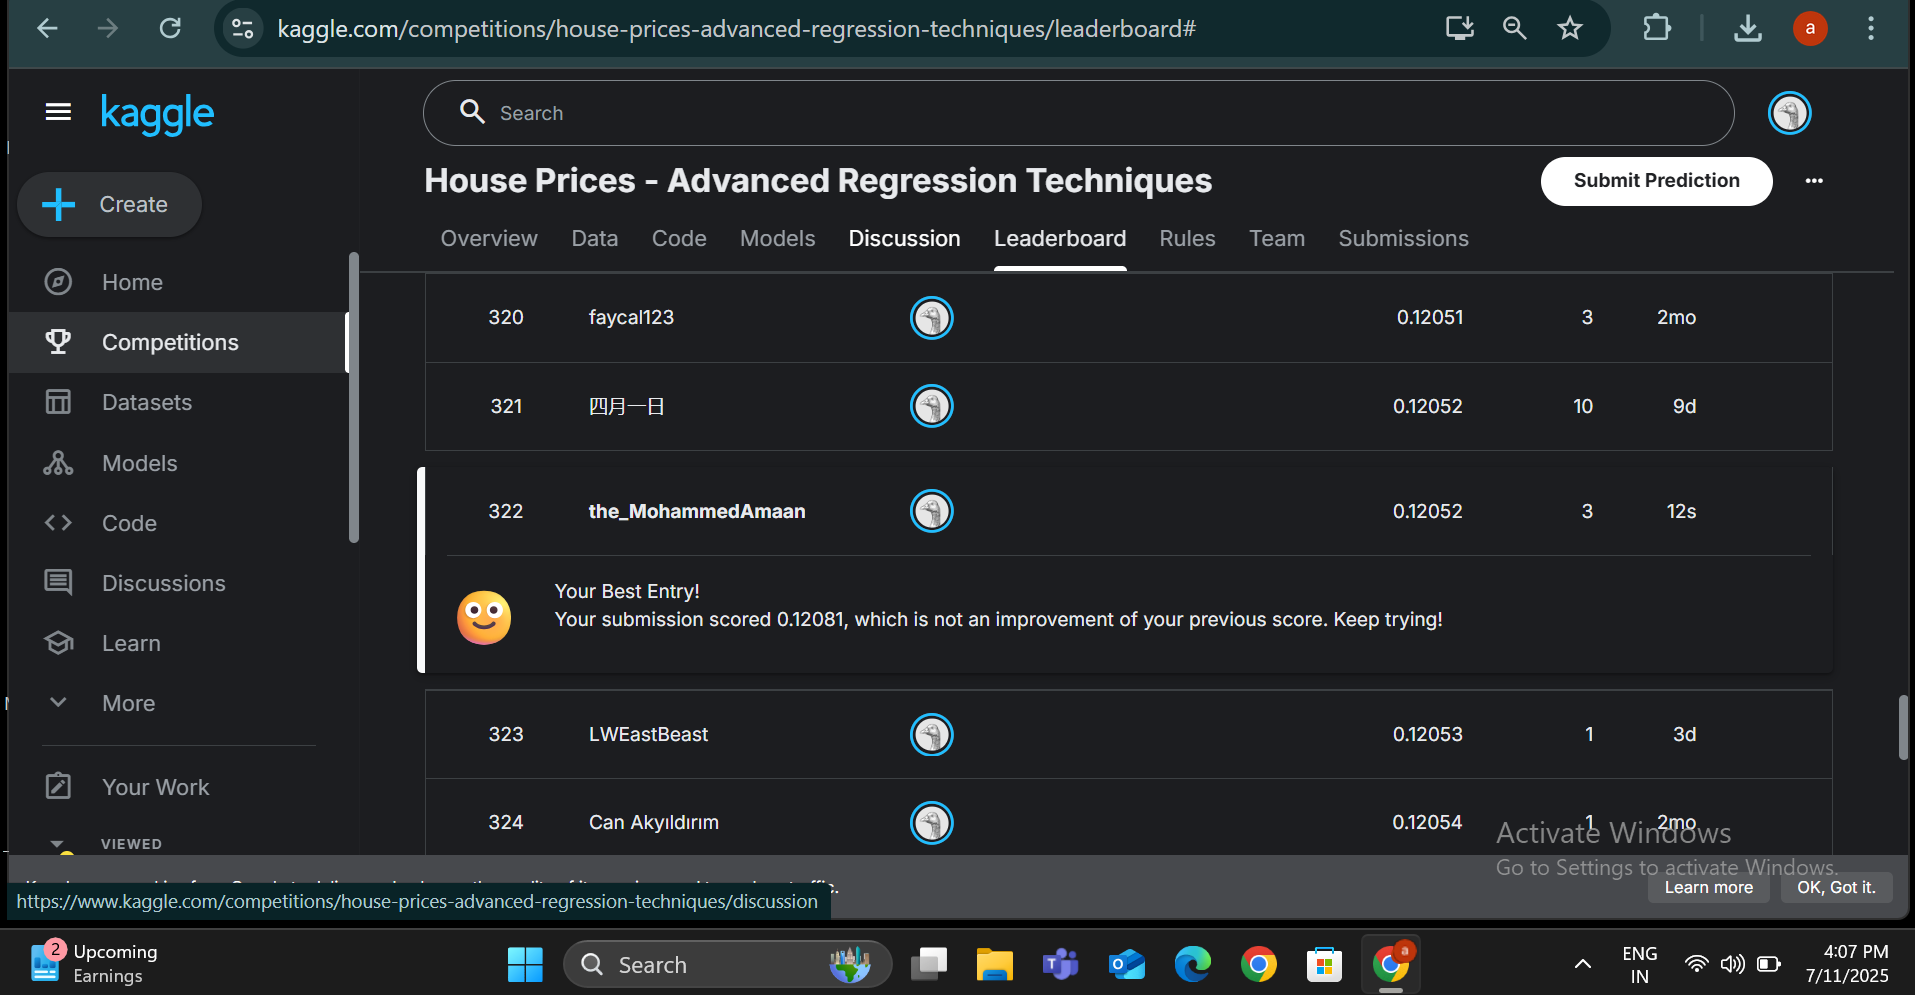 kaggle.com/competitions/house-prices-advanced-regression-techniques/leaderboard#
a
kaggle
Search
Create
House Prices - Advanced Regression Techniques
Submit Prediction
Overview Data Code Models Discussion Leaderboard Rules Team Submissions
Home
Competitions
Datasets
Models
Code
Discussions
Learn
More
Your Work
VIEWED
320 faycal123 0.12051 3 2mo
321 四月一日 0.12052 10 9d
322 the_MohammedAmaan 0.12052 3 12s
Your Best Entry!
Your submission scored 0.12081, which is not an improvement of your previous score. Keep trying!
323 LWEastBeast 0.12053 1 3d
324 Can Akyıldırım 0.12054 1 2mo
Activate Windows
Go to Settings to activate Windows.
Learn more OK, Got it.
https://www.kaggle.com/competitions/house-prices-advanced-regression-techniques/discussion
2
Upcoming
Earnings
Search
a
ENG
IN
4:07 PM
7/11/2025